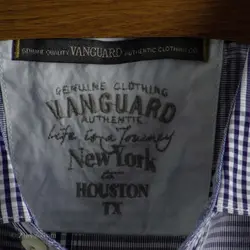 GENUINE QUALITY VANGUARD AUTHENTIC CLOTHING CO.
GENUINE CLOTHING
VANGUARD
AUTHENTIC
Life is a Journey
New York
to
HOUSTON
TX